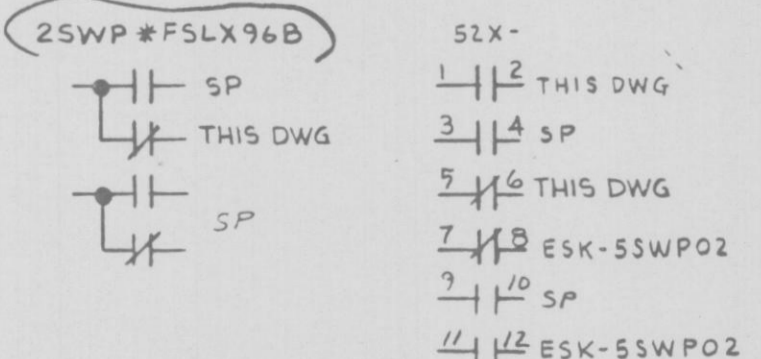 2SWP*FSLX96B
SP
THIS DWG
SP
52X-
1 2 THIS DWG
3 4 SP
5 6 THIS DWG
7 8 ESK-5SWP02
9 10 SP
11 12 ESK-5SWP02